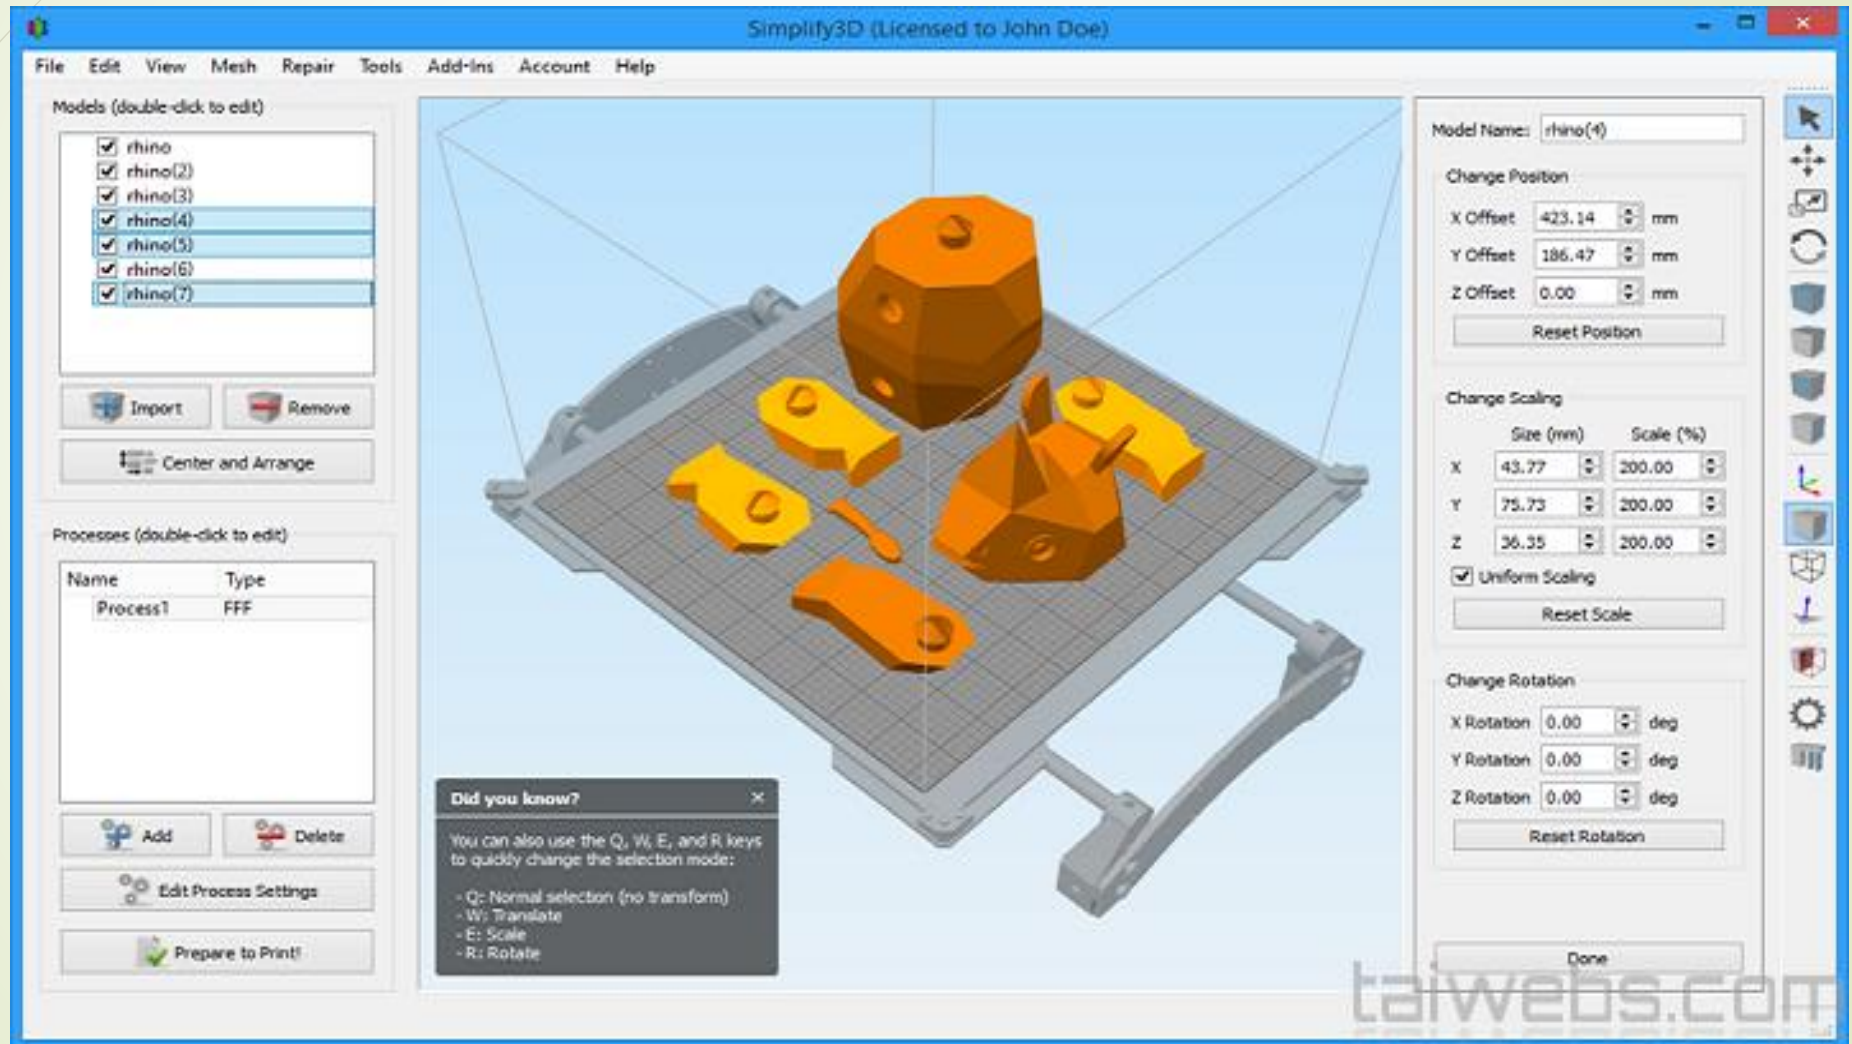 Simplify3D (Licensed to John Doe)
File Edit View Mesh Repair Tools Add-Ins Account Help
Models (double-click to edit)
rhino
rhino(2)
rhino(3)
rhino(4)
rhino(5)
rhino(6)
rhino(7)
Import Remove
Center and Arrange
Processes (double-click to edit)
Name Type
Process1 FFF
Add Delete
Edit Process Settings
Prepare to Print!
Did you know?
You can also use the Q, W, E, and R keys
to quickly change the selection mode:
- Q: Normal selection (no transform)
- W: Translate
- E: Scale
- R: Rotate
Model Name: rhino(4)
Change Position
X Offset 423.14 mm
Y Offset 186.47 mm
Z Offset 0.00 mm
Reset Position
Change Scaling
Size (mm) Scale (%)
X 43.77 200.00
Y 75.73 200.00
Z 36.35 200.00
Uniform Scaling
Reset Scale
Change Rotation
X Rotation 0.00 deg
Y Rotation 0.00 deg
Z Rotation 0.00 deg
Reset Rotation
Done
taiwebs.com